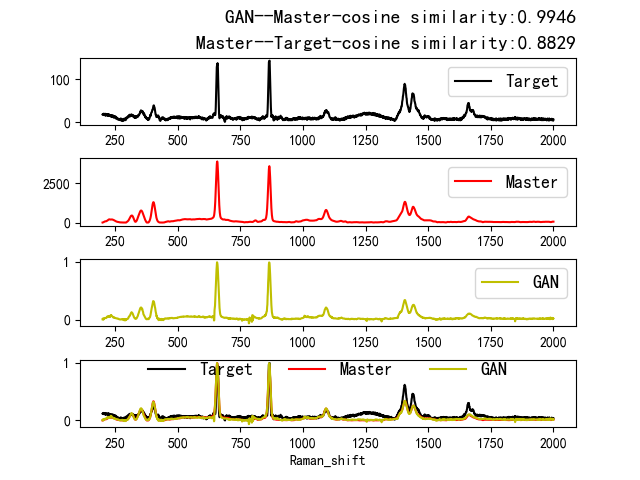 GAN--Master-cosine similarity:0.9946
Master--Target-cosine similarity:0.8829
100
0
Target
250 500 750 1000 1250 1500 1750 2000
2500
0
Master
250 500 750 1000 1250 1500 1750 2000
1
0
GAN
250 500 750 1000 1250 1500 1750 2000
1
0
Target Master GAN
250 500 750 1000 1250 1500 1750 2000
Raman_shift